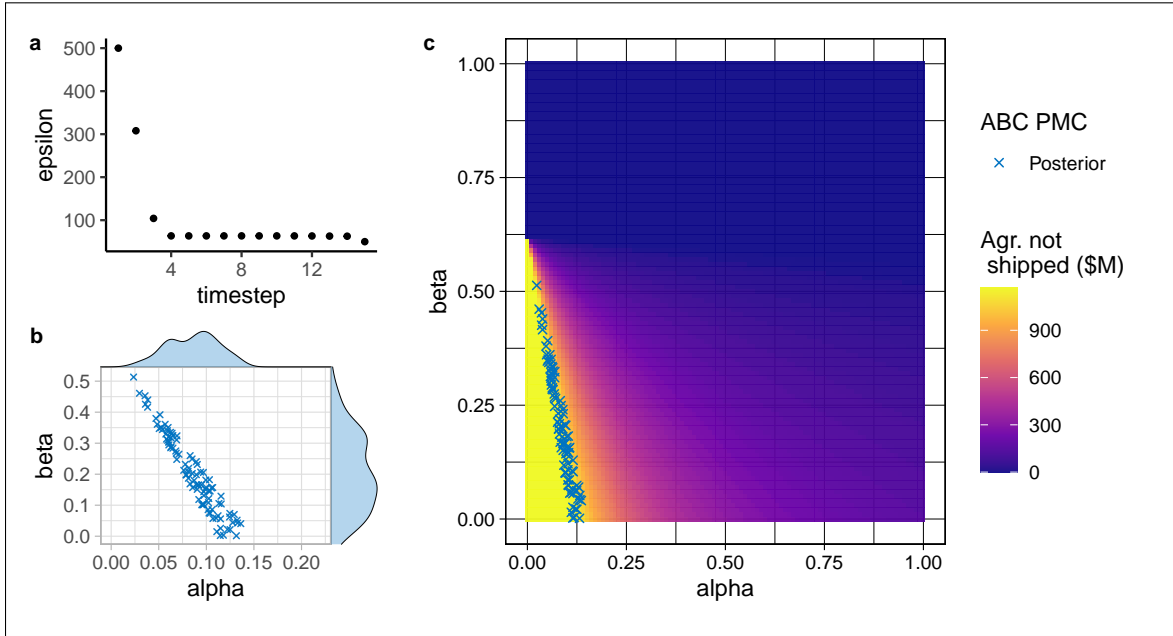 a
500
400
300
200
100
epsilon
4
8
12
timestep
b
0.5
0.4
0.3
0.2
0.1
0.0
beta
0.00
0.05
0.10
0.15
0.20
alpha
c
1.00
0.75
0.50
0.25
0.00
beta
0.00
0.25
0.50
0.75
1.00
alpha
ABC PMC
Posterior
Agr. not
shipped ($M)
900
600
300
0